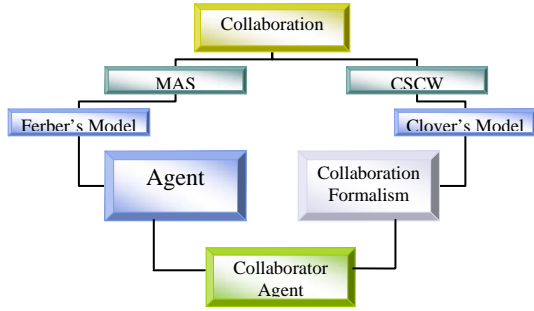 Collaboration
MAS
CSCW
Ferber's Model
Clover's Model
Agent
Collaboration
Formalism
Collaborator
Agent